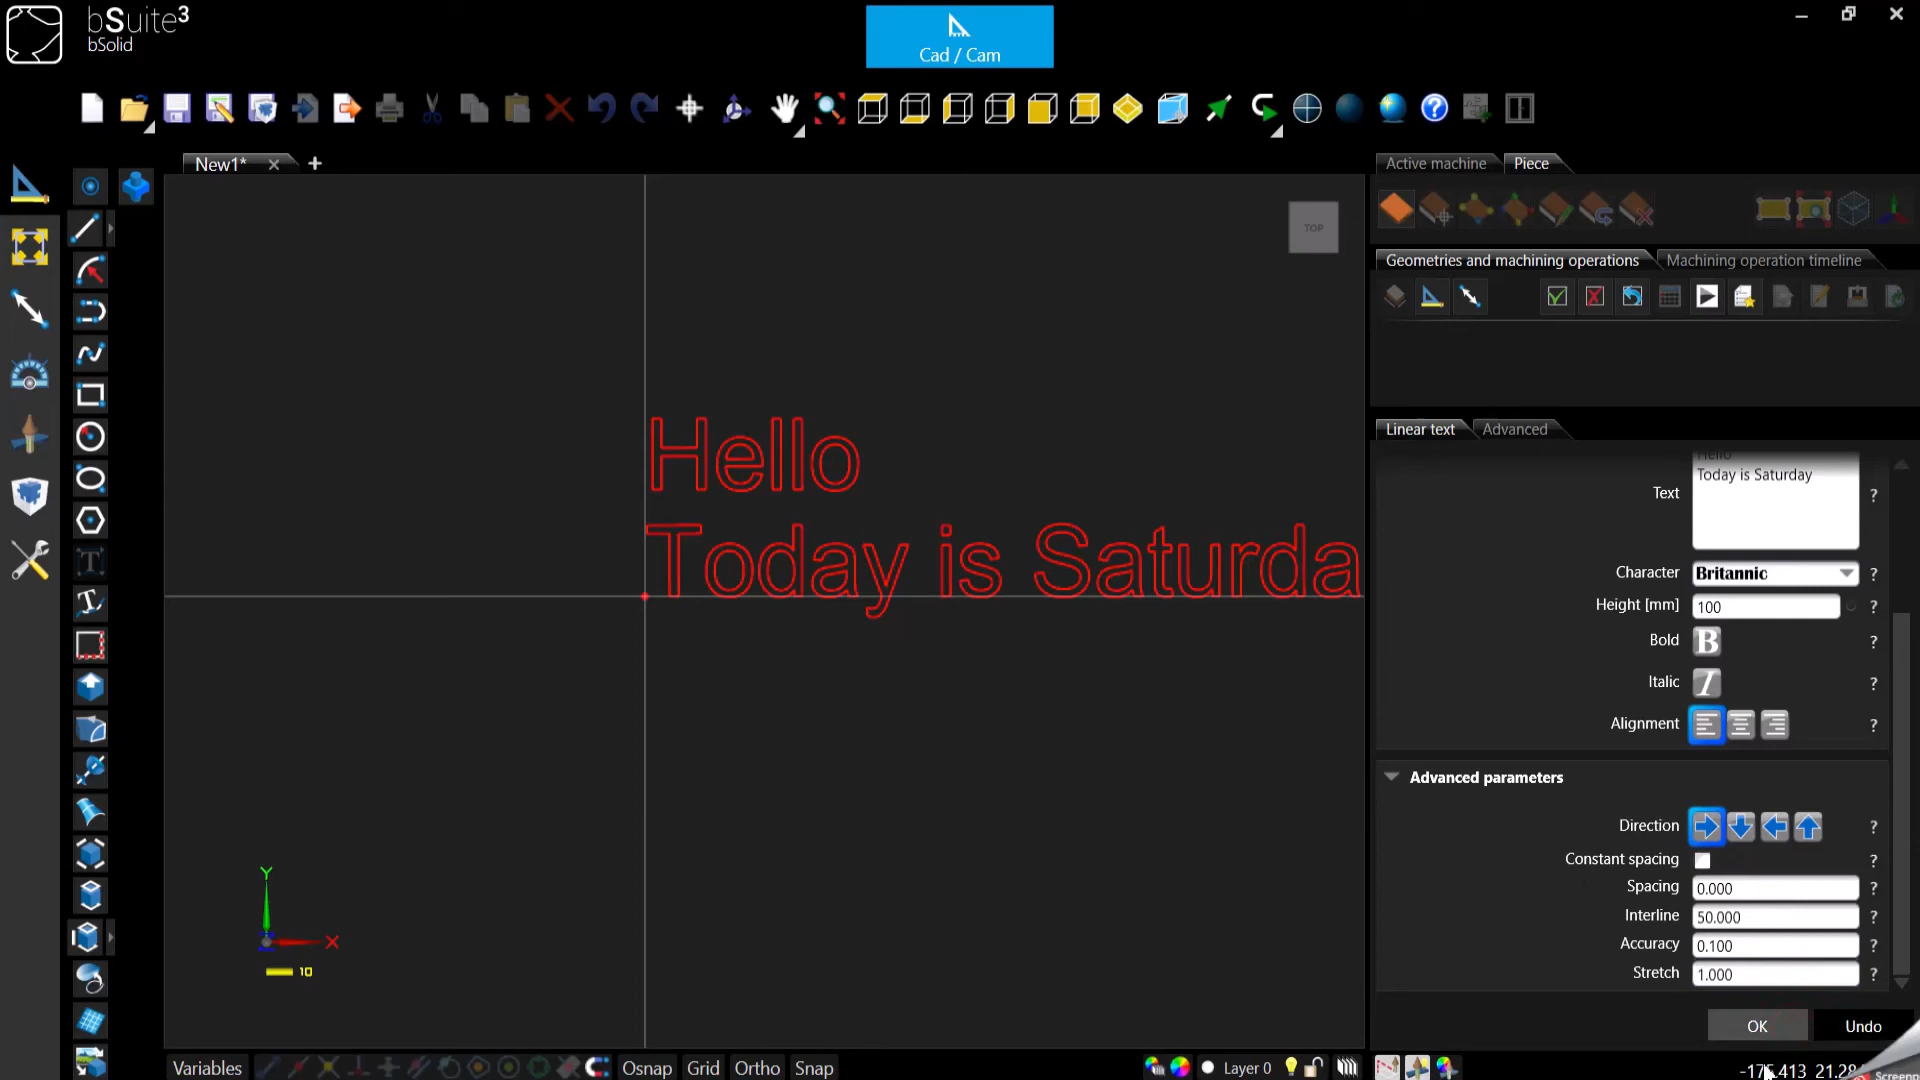 bSuite³
bSolid
Cad / Cam
New1*
Active machine
Piece
TOP
Geometries and machining operations
Machining operation timeline
Hello
Today is Saturda
Linear text
Advanced
Hello
Today is Saturday
Text
?
Character
Britannic
?
Height [mm]
100
?
Bold
B
?
Italic
I
?
Alignment
?
Advanced parameters
Direction
?
Constant spacing
?
Spacing
0.000
?
Interline
50.000
?
Accuracy
0.100
?
Stretch
1.000
?
OK
Undo
Y
X
10
Variables
Osnap
Grid
Ortho
Snap
Layer 0